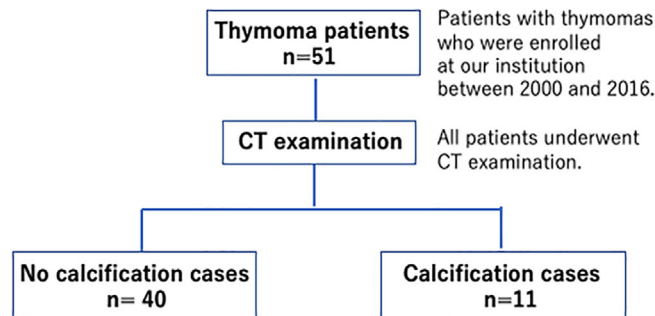 Thymoma patients
n=51
Patients with thymomas
who were enrolled
at our institution
between 2000 and 2016.
CT examination
All patients underwent
CT examination.
No calcification cases
n= 40
Calcification cases
n=11